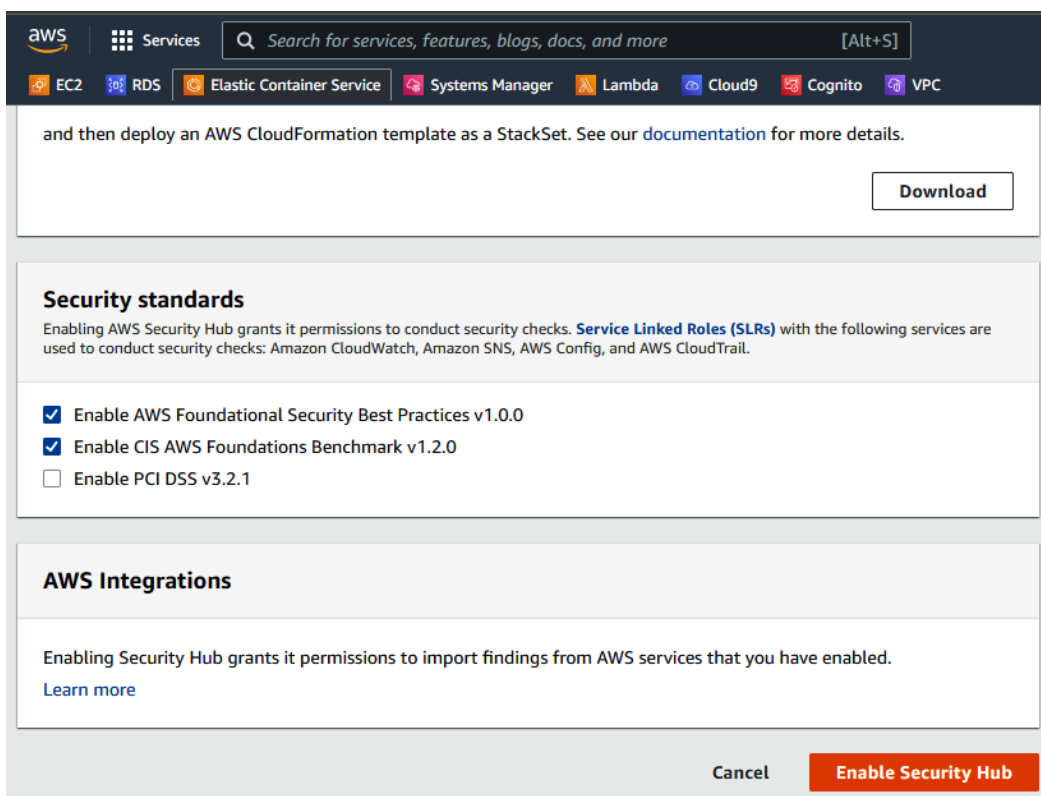 aws
Services
Search for services, features, blogs, docs, and more
[Alt+S]
EC2
RDS
Elastic Container Service
Systems Manager
Lambda
Cloud9
Cognito
VPC
and then deploy an AWS CloudFormation template as a StackSet. See our documentation for more details.
Download
Security standards
Enabling AWS Security Hub grants it permissions to conduct security checks. Service Linked Roles (SLRs) with the following services are
used to conduct security checks: Amazon CloudWatch, Amazon SNS, AWS Config, and AWS CloudTrail.
Enable AWS Foundational Security Best Practices v1.0.0
Enable CIS AWS Foundations Benchmark v1.2.0
Enable PCI DSS v3.2.1
AWS Integrations
Enabling Security Hub grants it permissions to import findings from AWS services that you have enabled.
Learn more
Cancel
Enable Security Hub